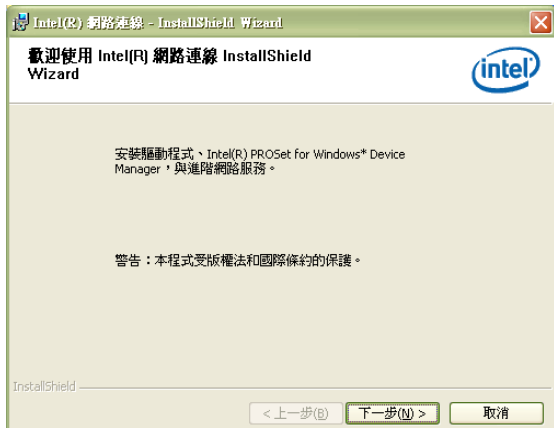 Intel(R) 網路連線 - InstallShield Wizard
歡迎使用 Intel(R) 網路連線 InstallShield
Wizard
intel
安裝驅動程式、Intel(R) PROSet for Windows* Device
Manager，與進階網路服務。
警告：本程式受版權法和國際條約的保護。
InstallShield
< 上一步(B)
下一步(N) >
取消